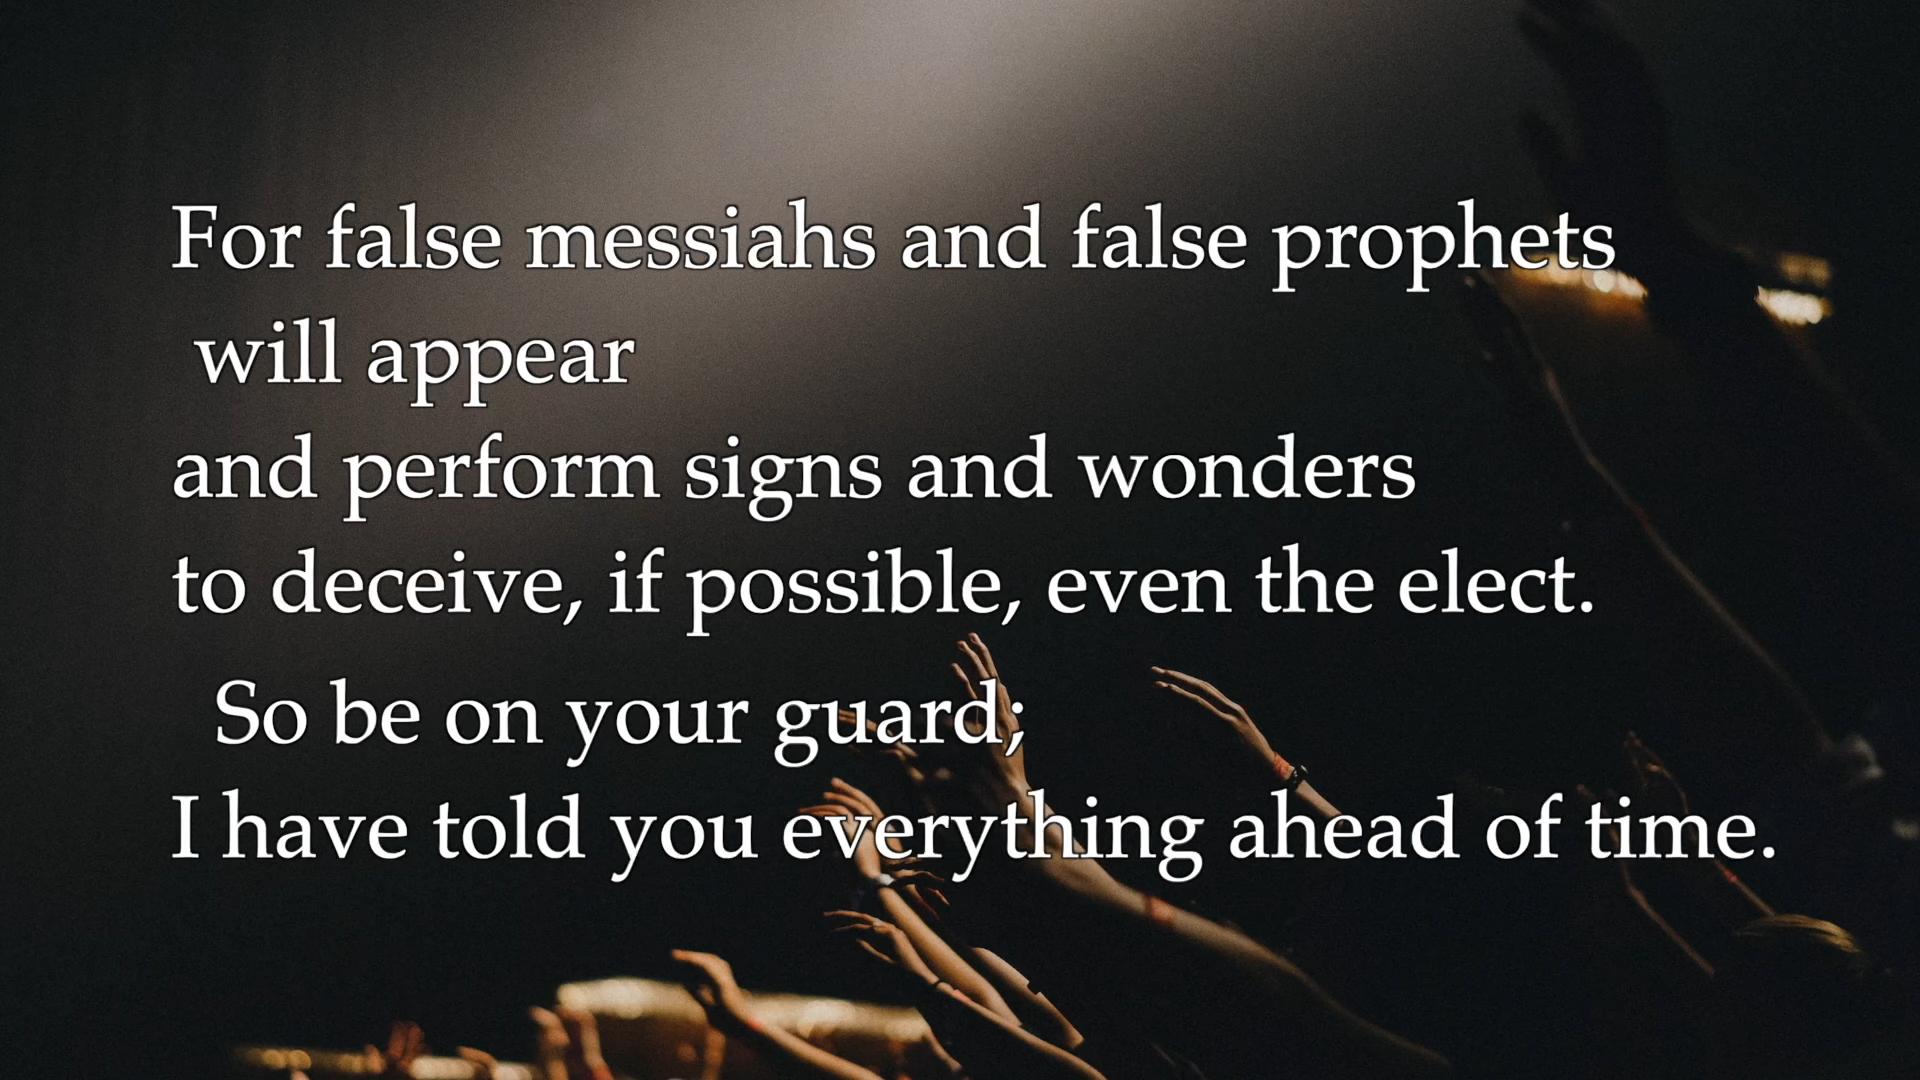 For false messiahs and false prophets
will appear
and perform signs and wonders
to deceive, if possible, even the elect.
So be on your guard;
I have told you everything ahead of time.